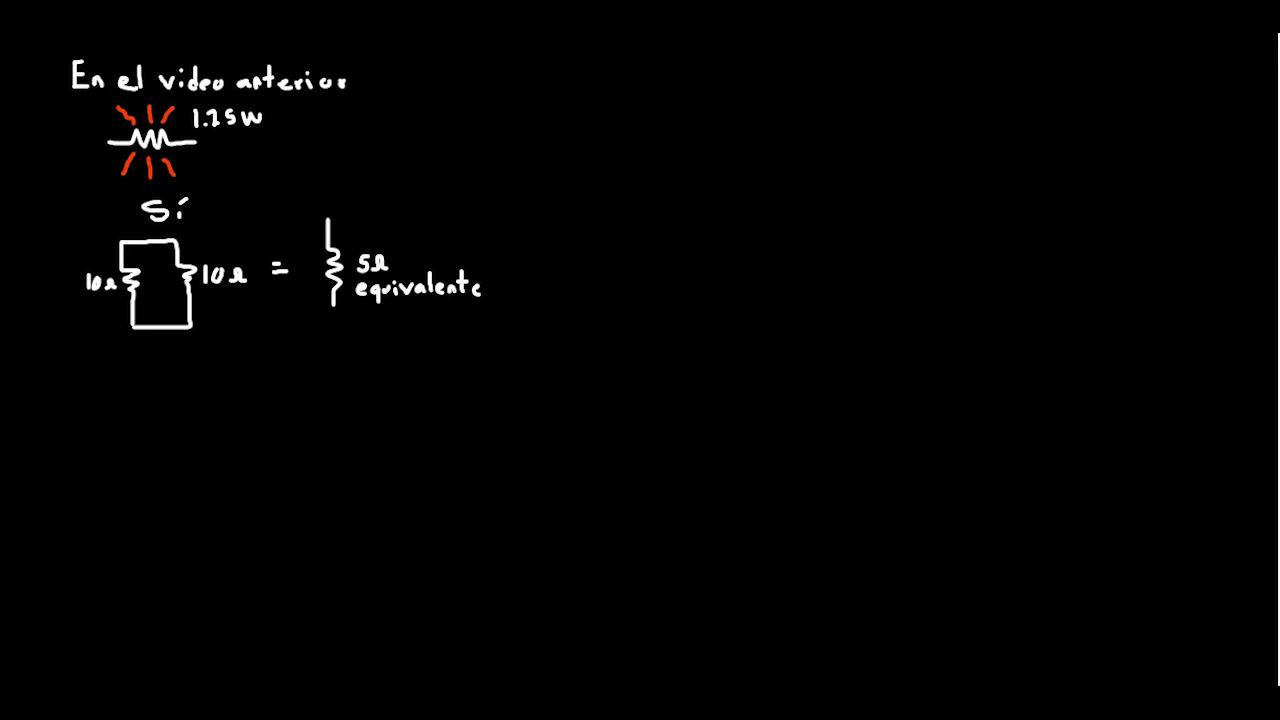 En el video anterior
1.25W
Sí
10Ω 10Ω = 5Ω
equivalente